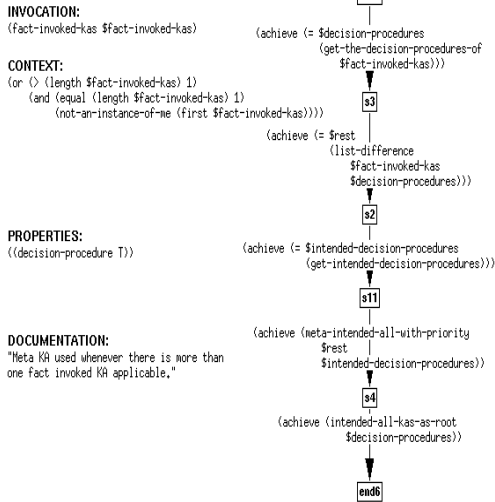 INVOCATION:
(fact-invoked-kas $fact-invoked-kas)
CONTEXT:
(or (> (length $fact-invoked-kas) 1)
(and (equal (length $fact-invoked-kas) 1)
(not-an-instance-of-me (first $fact-invoked-kas))))
PROPERTIES:
((decision-procedure T))
DOCUMENTATION:
"Meta KA used whenever there is more than
one fact invoked KA applicable."
(achieve (= $decision-procedures
(get-the-decision-procedures-of
$fact-invoked-kas)))
s3
(achieve (= $rest
(list-difference
$fact-invoked-kas
$decision-procedures)))
s2
(achieve (= $intended-decision-procedures
(get-intended-decision-procedures)))
s11
(achieve (meta-intended-all-with-priority
$rest
$intended-decision-procedures))
s4
(achieve (intended-all-kas-as-root
$decision-procedures))
end6